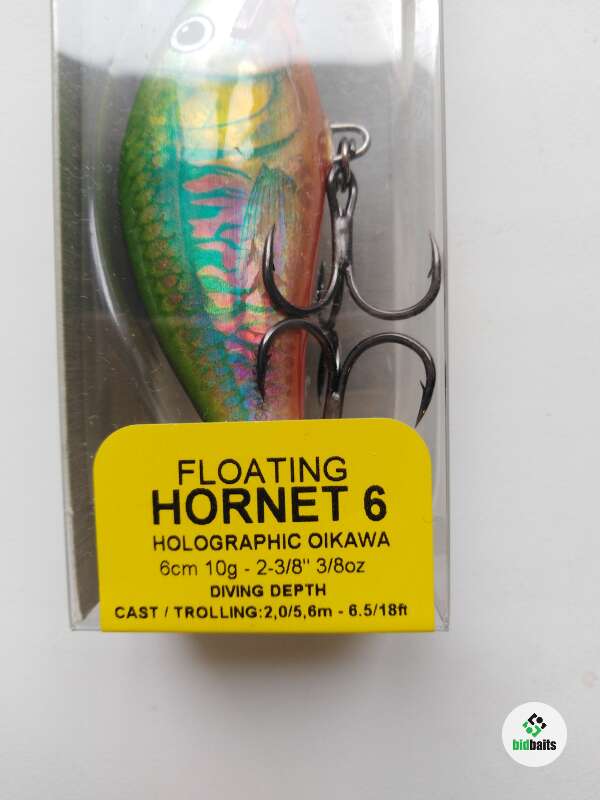 FLOATING
HORNET 6
HOLOGRAPHIC OIKAWA
6cm 10g - 2-3/8" 3/8oz
DIVING DEPTH
CAST / TROLLING:2,0/5,6m - 6.5/18ft
bidbaits